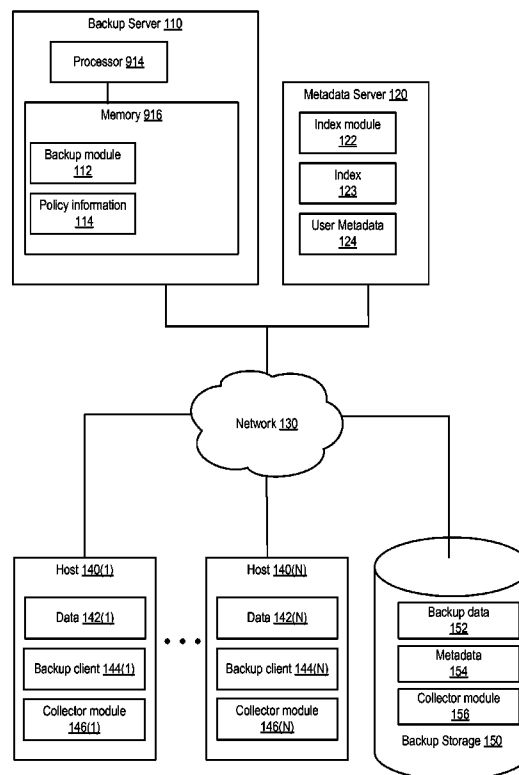 Backup Server 110
Processor 914
Memory 916
Backup module
112
Policy information
114
Metadata Server 120
Index module
122
Index
123
User Metadata
124
Network 130
Host 140(1)
Data 142(1)
Backup client 144(1)
Collector module
146(1)
Host 140(N)
Data 142(N)
Backup client 144(N)
Collector module
146(N)
Backup data
152
Metadata
154
Collector module
156
Backup Storage 150